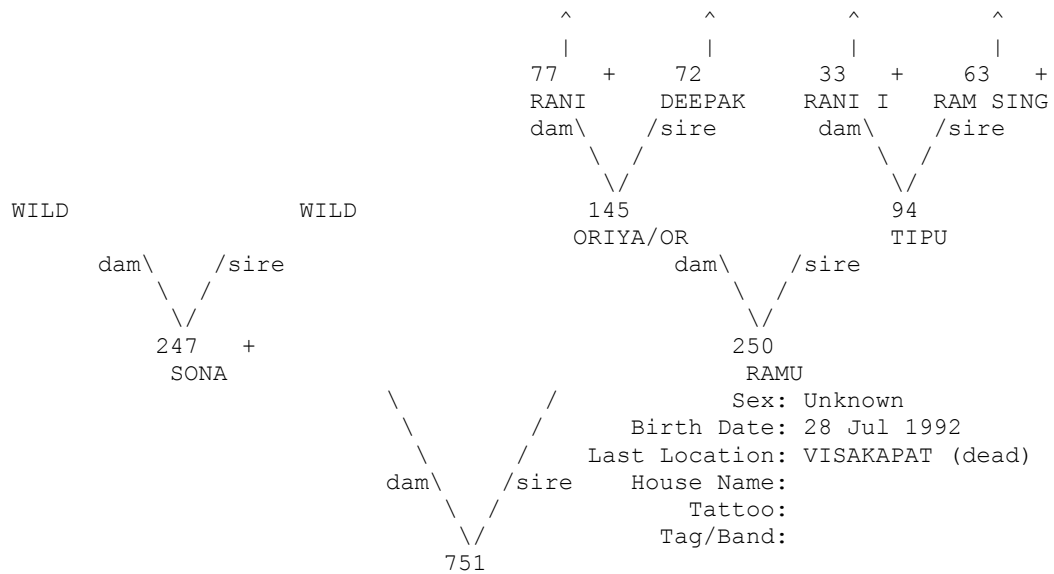 ^ ^ ^ ^
| | | |
77 + 72 33 + 63 +
RANI DEEPAK RANI I RAM SING
dam\ /sire dam\ /sire
\ / \ /
\/ \/
WILD WILD 145 94
ORIYA/OR TIPU
dam\ /sire dam\ /sire
\ / \ /
\/ \/
247 + 250
SONA RAMU
\ / Sex: Unknown
\ / Birth Date: 28 Jul 1992
\ / Last Location: VISAKAPAT (dead)
dam\ /sire House Name:
\ / Tattoo:
\/ Tag/Band:
751